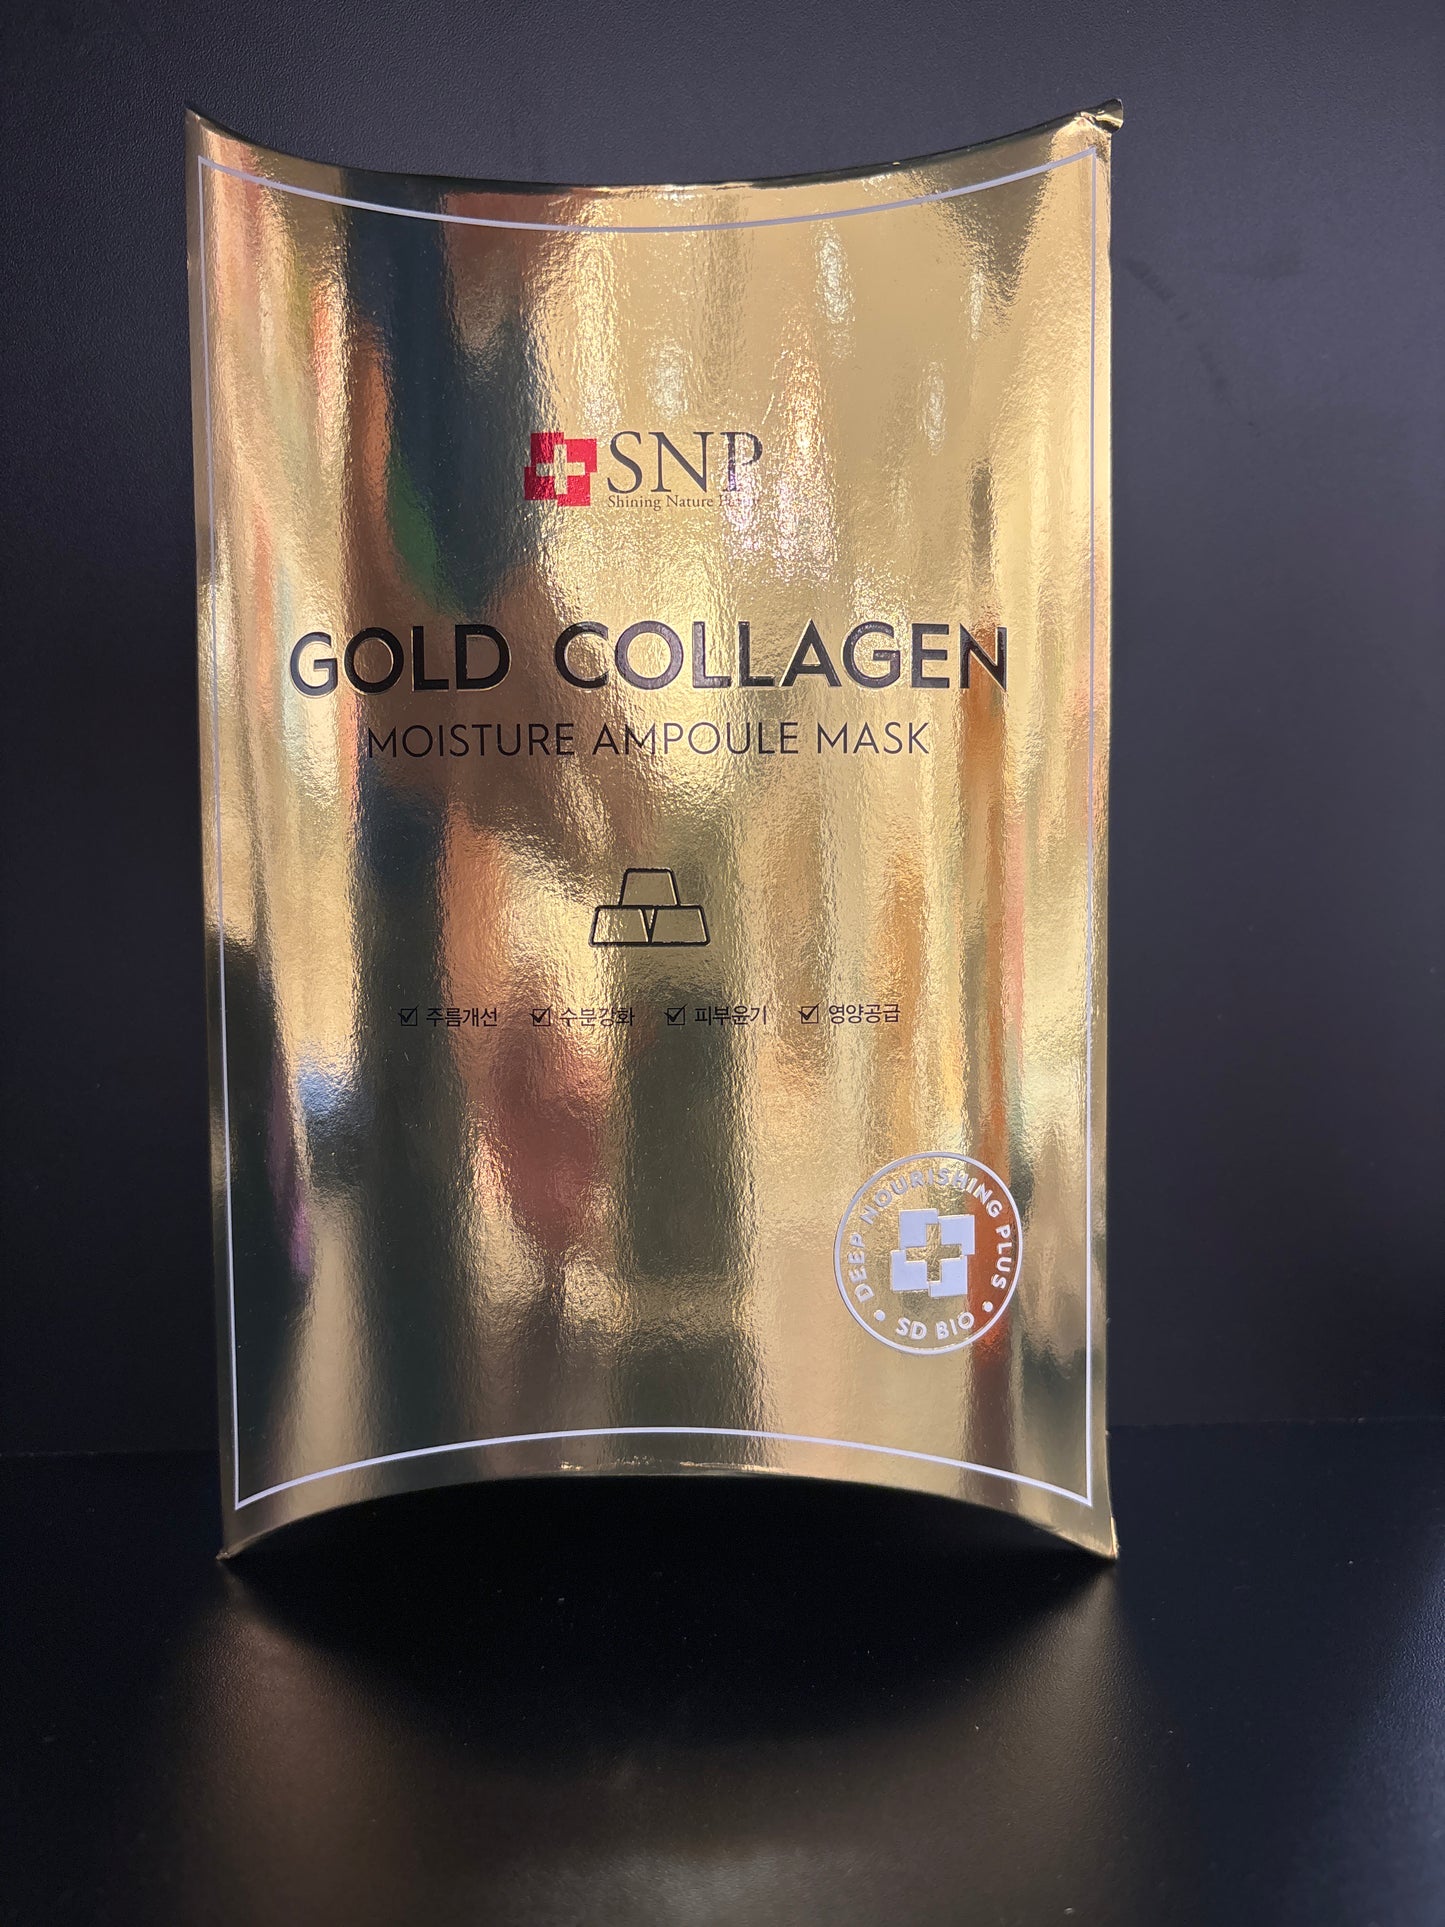 SNP
Shining Nature
GOLD COLLAGEN
MOISTURE AMPOULE MASK
주름개선 수분강화 피부윤기 영양공급
DEEP NOURISHING PLUS
SD BIO